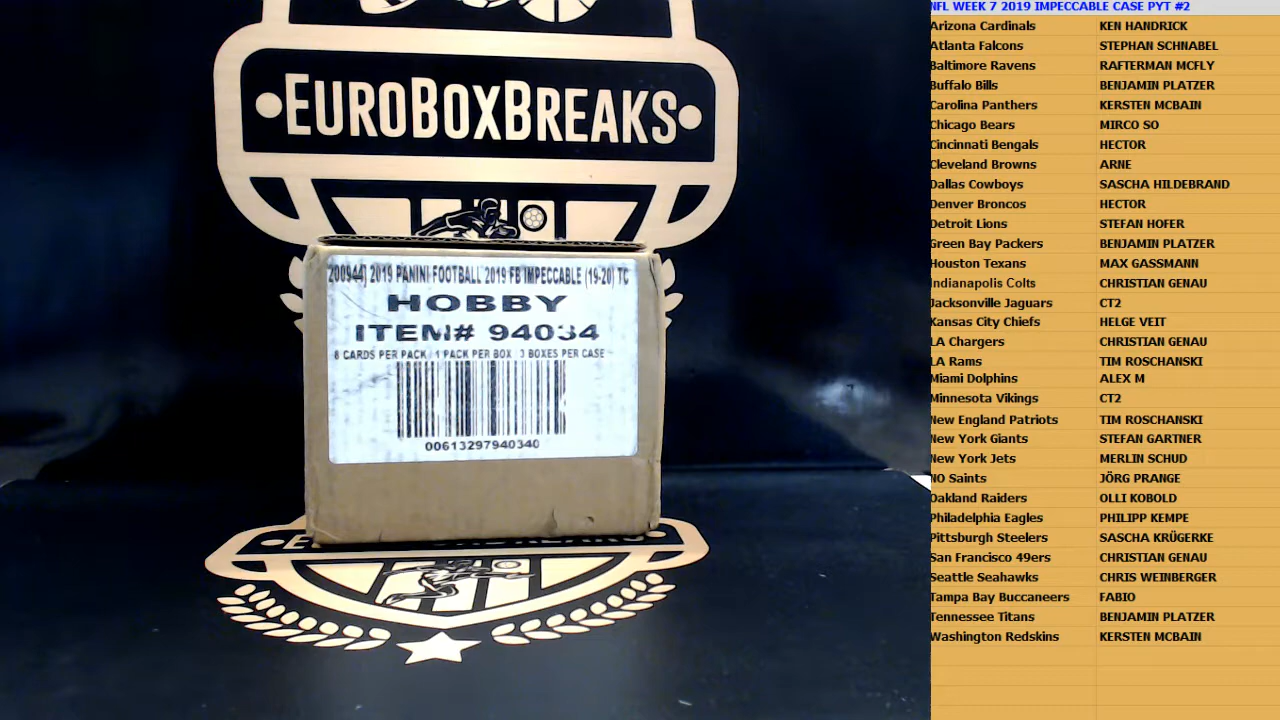 EUROBOXBREAKS
200944] 2019 PANINI FOOTBALL 2019 FB IMPECCABLE (19-20) TC
HOBBY
ITEM# 94034
8 CARDS PER PACK 1 PACK PER BOX 3 BOXES PER CASE
00613297940340
NFL WEEK 7 2019 IMPECCABLE CASE PYT #2
Arizona Cardinals KEN HANDRICK
Atlanta Falcons STEPHAN SCHNABEL
Baltimore Ravens RAFTERMAN MCFLY
Buffalo Bills BENJAMIN PLATZER
Carolina Panthers KERSTEN MCBAIN
Chicago Bears MIRCO SO
Cincinnati Bengals HECTOR
Cleveland Browns ARNE
Dallas Cowboys SASCHA HILDEBRAND
Denver Broncos HECTOR
Detroit Lions STEFAN HOFER
Green Bay Packers BENJAMIN PLATZER
Houston Texans MAX GASSMANN
Indianapolis Colts CHRISTIAN GENAU
Jacksonville Jaguars CT2
Kansas City Chiefs HELGE VEIT
LA Chargers CHRISTIAN GENAU
LA Rams TIM ROSCHANSKI
Miami Dolphins ALEX M
Minnesota Vikings CT2
New England Patriots TIM ROSCHANSKI
New York Giants STEFAN GARTNER
New York Jets MERLIN SCHUD
NO Saints JÖRG PRANGE
Oakland Raiders OLLI KOBOLD
Philadelphia Eagles PHILIPP KEMPE
Pittsburgh Steelers SASCHA KRÜGERKE
San Francisco 49ers CHRISTIAN GENAU
Seattle Seahawks CHRIS WEINBERGER
Tampa Bay Buccaneers FABIO
Tennessee Titans BENJAMIN PLATZER
Washington Redskins KERSTEN MCBAIN